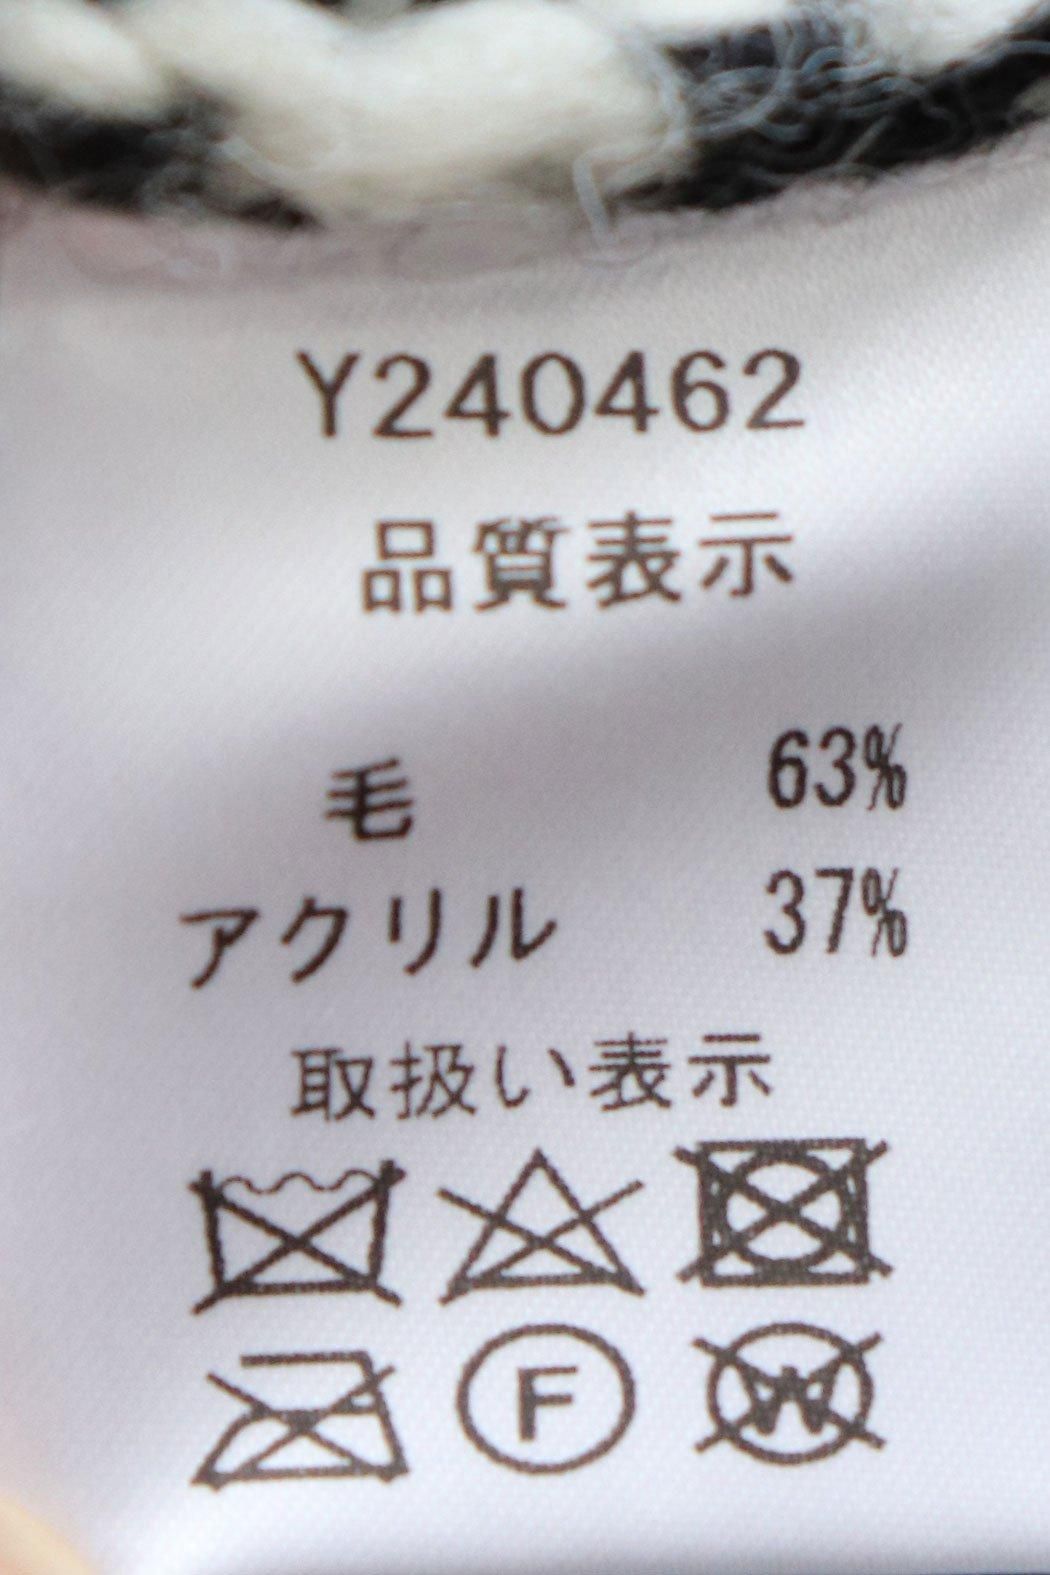 Y240462
品質表示
毛 63%
アクリル 37%
取扱い表示
F
W